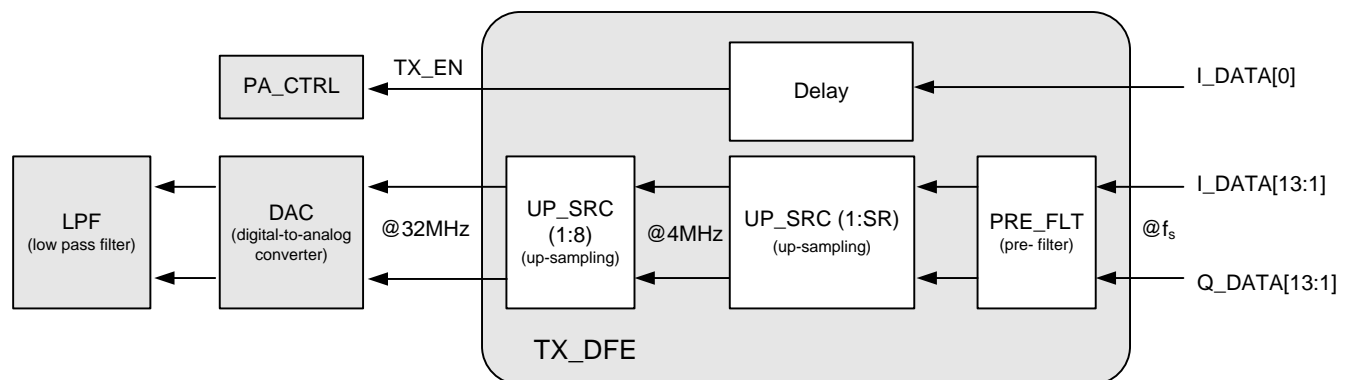 TX_EN
PA_CTRL
Delay
I_DATA[0]
LPF
(low pass filter)
DAC
(digital-to-analog
converter)
@32MHz
UP_SRC
(1:8)
(up-sampling)
@4MHz
UP_SRC (1:SR)
(up-sampling)
PRE_FLT
(pre- filter)
I_DATA[13:1]
@fs
Q_DATA[13:1]
TX_DFE